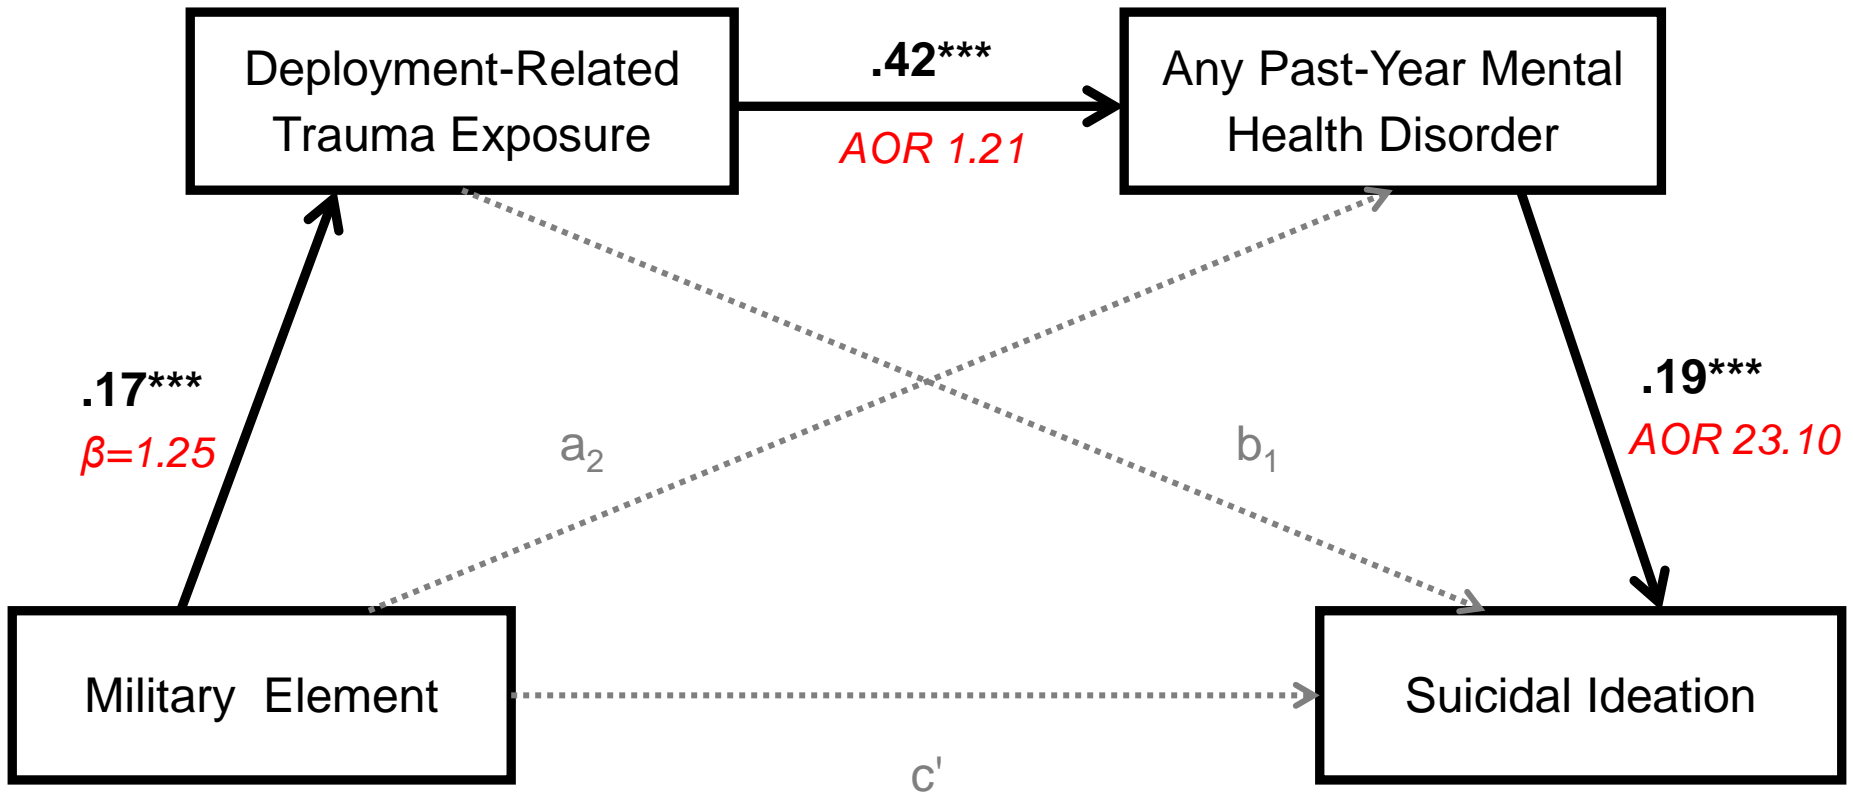 Deployment-Related
Trauma Exposure
.42***
AOR 1.21
Any Past-Year Mental
Health Disorder
.17***
β=1.25
a₂
b₁
.19***
AOR 23.10
Military  Element
c'
Suicidal Ideation